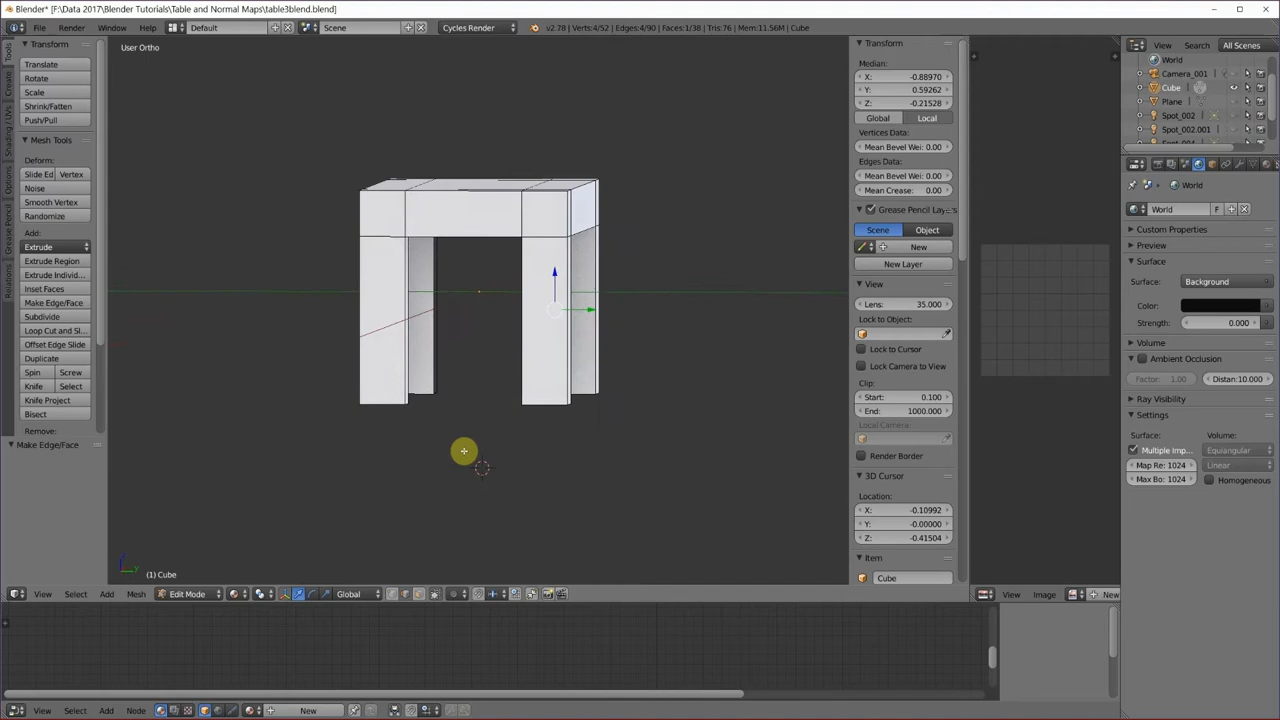 Blender* [F:\Data 2017\Blender Tutorials\Table and Normal Maps\table3blend.blend]
File Render Window Help Default Scene Cycles Render v2.78 | Verts:4/52 | Edges:4/90 | Faces:1/38 | Tris:76 | Mem:11.56M | Cube
Tools
Create
Shading / UVs
Options
Grease Pencil
Relations
Transform
Translate
Rotate
Scale
Shrink/Fatten
Push/Pull
Mesh Tools
Deform:
Slide Ed Vertex
Noise
Smooth Vertex
Randomize
Add:
Extrude
Extrude Region
Extrude Individ...
Inset Faces
Make Edge/Face
Subdivide
Loop Cut and Sl...
Offset Edge Slide
Duplicate
Spin Screw
Knife Select
Knife Project
Bisect
Remove:
Make Edge/Face
User Ortho
(1) Cube
View Select Add Mesh Edit Mode Global
Transform
Median:
X: -0.88970
Y: 0.59262
Z: -0.21528
Global Local
Vertices Data:
Mean Bevel Wei: 0.00
Edges Data:
Mean Bevel Wei: 0.00
Mean Crease: 0.00
Grease Pencil Layers
Scene Object
New
New Layer
View
Lens: 35.000
Lock to Object:
Lock to Cursor
Lock Camera to View
Clip:
Start: 0.100
End: 1000.000
Local Camera:
Render Border
3D Cursor
Location:
X: -0.10992
Y: -0.00000
Z: -0.41504
Item
Cube
View Image New
View Search All Scenes
World
Camera_001
Cube
Plane
Spot_002
Spot_002.001
World
World F
Custom Properties
Preview
Surface
Surface: Background
Color:
Strength: 0.000
Volume
Ambient Occlusion
Factor: 1.00 Distan:10.000
Ray Visibility
Settings
Surface: Volume:
Multiple Imp... Equiangular
Map Re: 1024 Linear
Max Bo: 1024 Homogeneous
View Select Add Node New